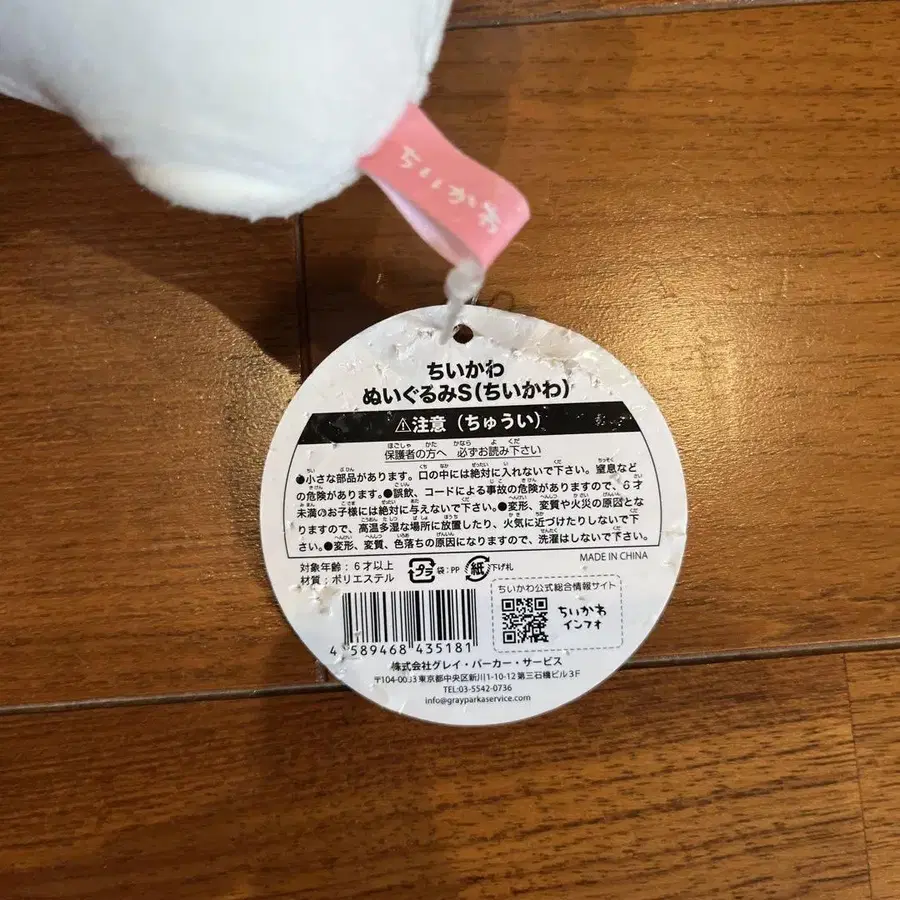 ちいかわ
ちいかわ
ぬいぐるみS(ちいかわ)
⚠注意(ちゅうい)
保護者の方へ 必ずお読み下さい
●小さな部品があります。口の中には絶対に入れないで下さい。窒息など
の危険があります。●誤飲、コードによる事故の危険がありますので、6才
未満のお子様には絶対に与えないで下さい。●変形、変質や火災の原因とな
りますので、高温多湿な場所に放置したり、火気に近づけたりしないで下
さい。●変形、変質、色落ちの原因になりますので、洗濯はしないで下さい。
MADE IN CHINA
対象年齢:6才以上
材質:ポリエステル
プラ 袋:PP 紙 下げ札
ちいかわ公式総合情報サイト
ちいかわ
インフォ
4 589468 435181
株式会社グレイ・パーカー・サービス
〒104-0033 東京都中央区新川1-10-12 第三石橋ビル3F
TEL:03-5542-0736
info@grayparkaservice.com